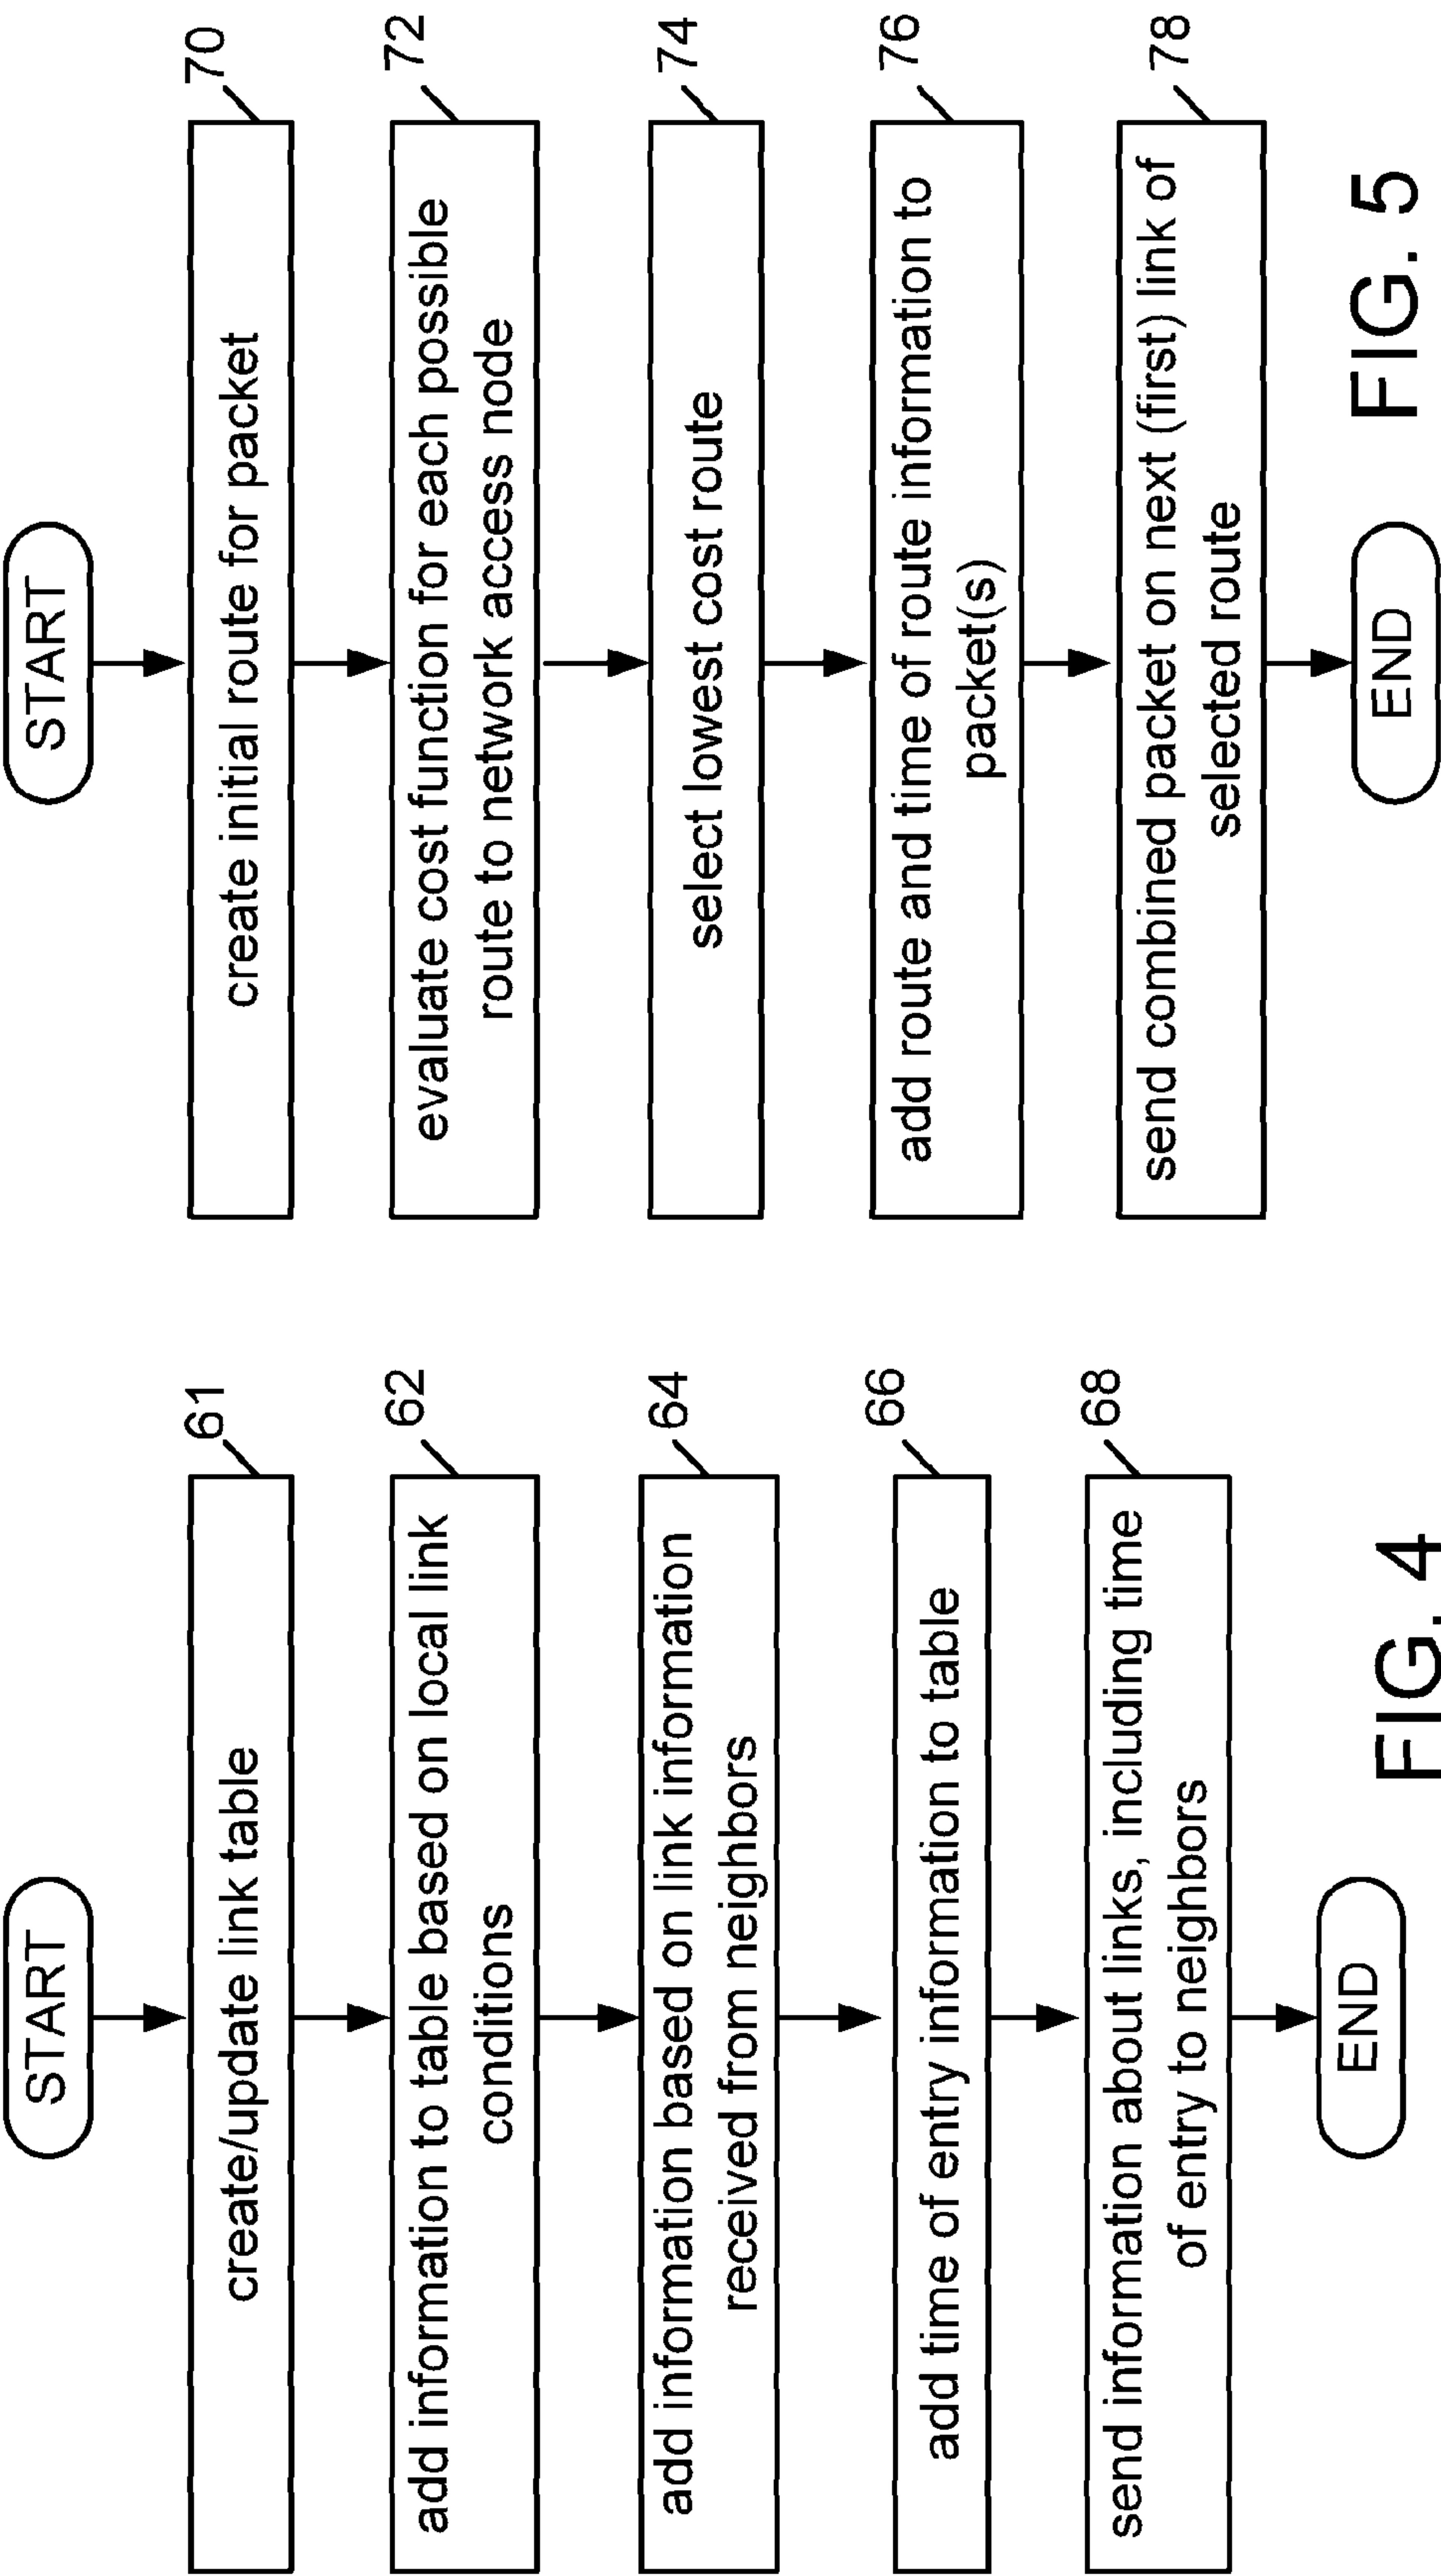 START
61
create/update link table
62
add information to table based on local link
conditions
64
add information based on link information
received from neighbors
66
add time of entry information to table
68
send information about links, including time
of entry to neighbors
END
FIG. 4
START
70
create initial route for packet
72
evaluate cost function for each possible
route to network access node
74
select lowest cost route
76
add route and time of route information to
packet(s)
78
send combined packet on next (first) link of
selected route
END
FIG. 5